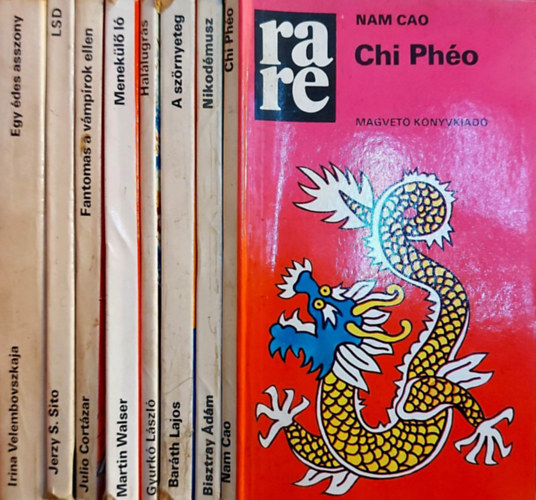 Irina Velembovszkaja Egy édes asszony
Jerzy S. Sito LSD
Julio Cortázar Fantomas a vámpírok ellen
Martin Walser Menekülő ló
Gyurkó László Halálugrás
Baráth Lajos A szörnyeteg
Bisztray Ádám Nikodémusz
Nam Cao Chi Phéo
ra
re
NAM CAO
Chi Phéo
MAGVETŐ KÖNYVKIADÓ